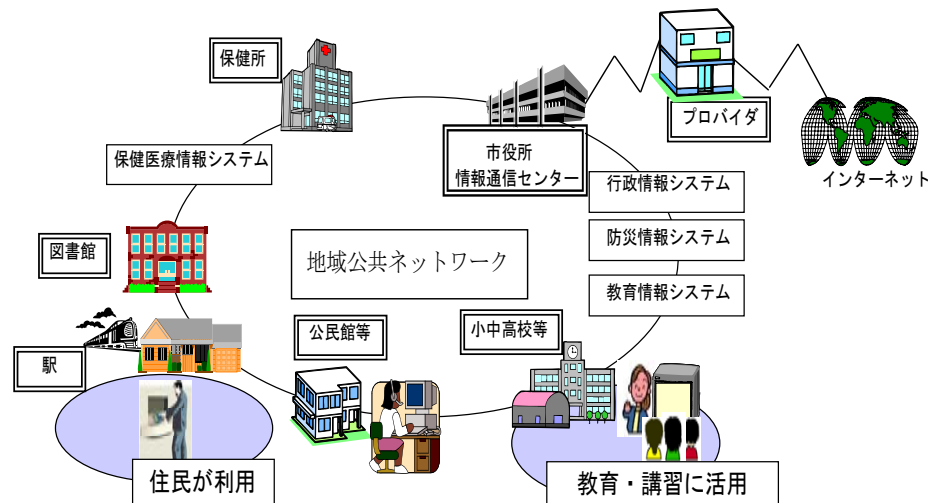 保健所
プロバイダ
市役所
情報通信センター
インターネット
保健医療情報システム
行政情報システム
図書館
防災情報システム
地域公共ネットワーク
教育情報システム
公民館等
小中高校等
駅
住民が利用
教育・講習に活用